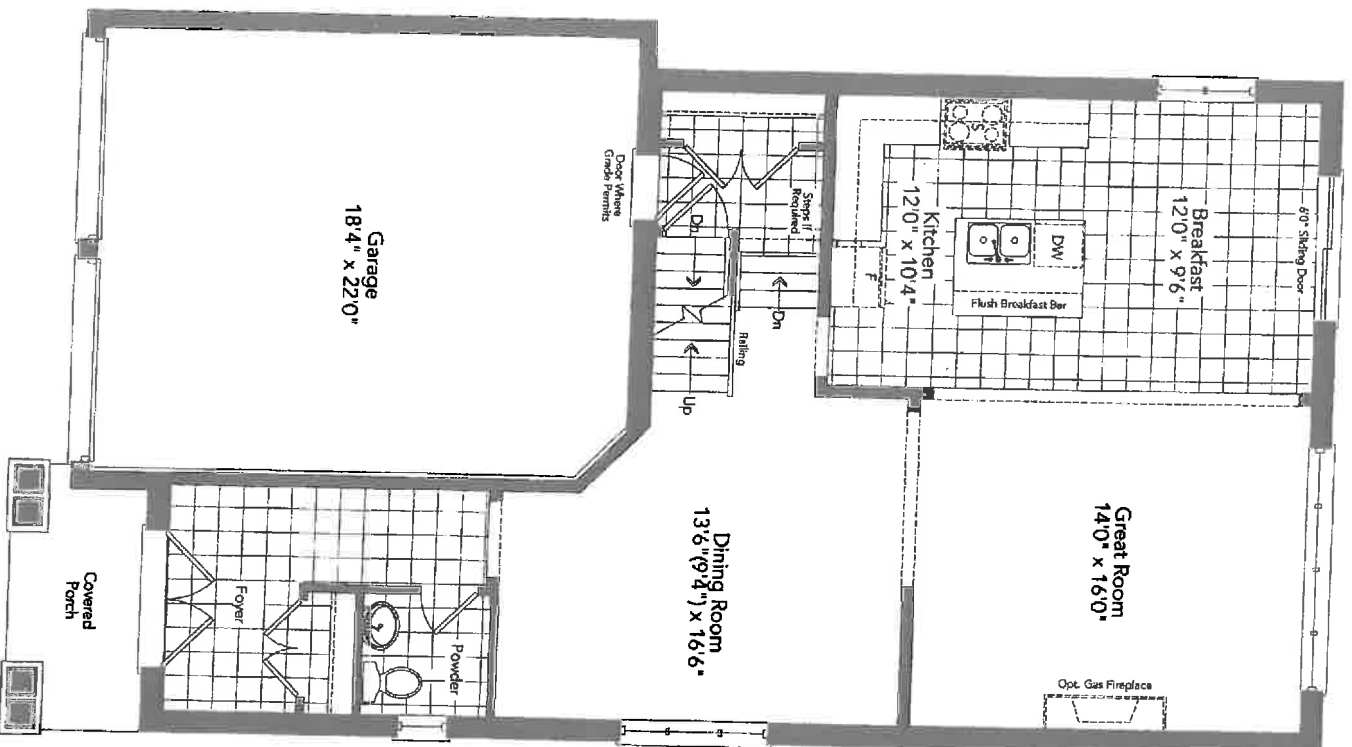 6'0" Sliding Door
Breakfast
12'0" x 9'6"
Great Room
14'0" x 16'0"
Opt. Gas Fireplace
DW
Flush Breakfast Bar
S
Kitchen
12'0" x 10'4"
F
Steps If
Required
Dn
Dn
Railing
Up
Dining Room
13'6"(9'4") x 16'6"
Door Where
Grade Permits
Garage
18'4" x 22'0"
Powder
Foyer
Covered
Porch